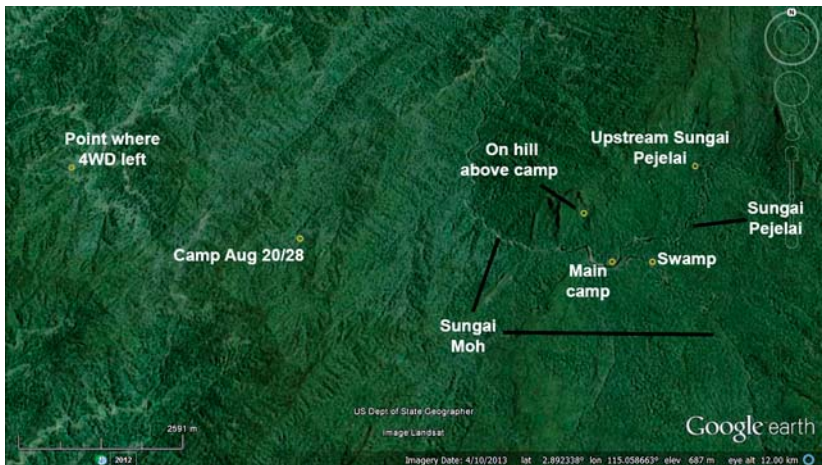 N
Point where
4WD left
On hill
above camp
Upstream Sungai
Pejelai
Sungai
Pejelai
Camp Aug 20/28
Main
camp
Swamp
Sungai
Moh
US Dept of State Geographer
Image Landsat
Google earth
2591 m
2012
Imagery Date: 4/10/2013 lat 2.892338° lon 115.058663° elev 687 m eye alt 12.00 km